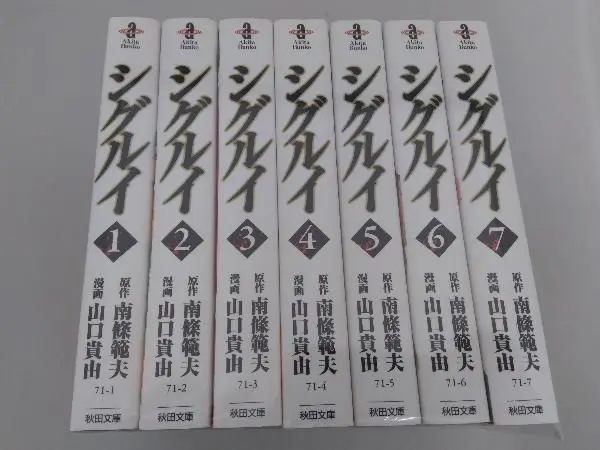 a
Akita
Bunko
シグルイ
1
原作 南條範夫
漫画 山口貴由
71-1
秋田文庫
a
Akita
Bunko
シグルイ
2
原作 南條範夫
漫画 山口貴由
71-2
秋田文庫
a
Akita
Bunko
シグルイ
3
原作 南條範夫
漫画 山口貴由
71-3
秋田文庫
a
Akita
Bunko
シグルイ
4
原作 南條範夫
漫画 山口貴由
71-4
秋田文庫
a
Akita
Bunko
シグルイ
5
原作 南條範夫
漫画 山口貴由
71-5
秋田文庫
a
Akita
Bunko
シグルイ
6
原作 南條範夫
漫画 山口貴由
71-6
秋田文庫
a
Akita
Bunko
シグルイ
7
原作 南條範夫
漫画 山口貴由
71-7
秋田文庫